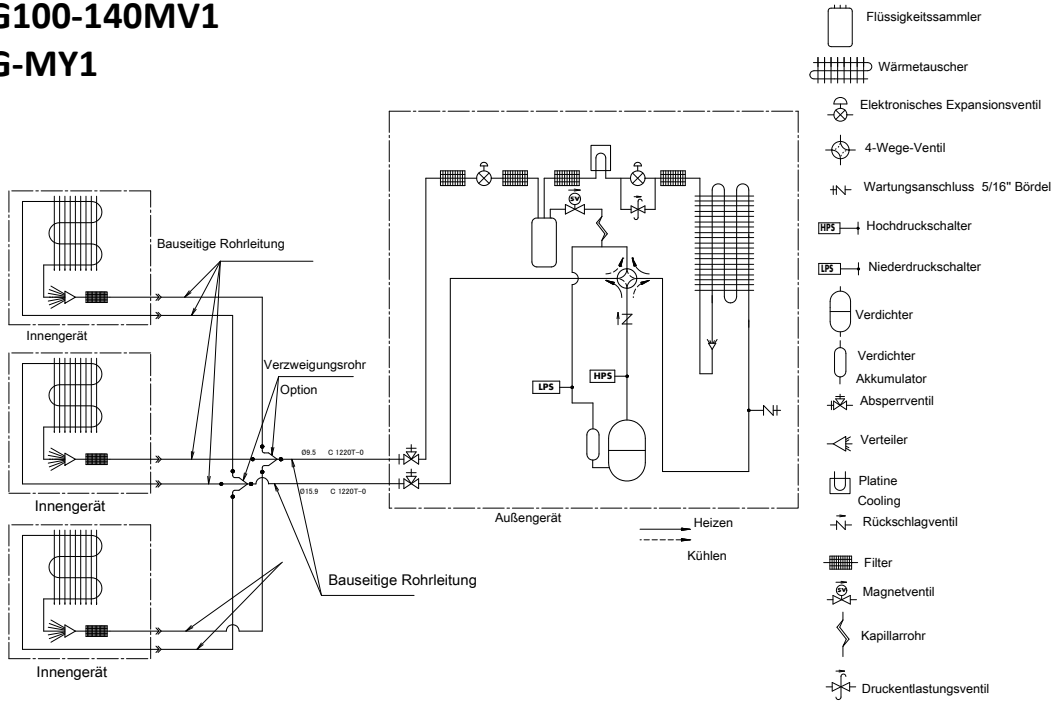 G100-140MV1
G-MY1
Flüssigkeitssammler
Wärmetauscher
Elektronisches Expansionsventil
4-Wege-Ventil
Wartungsanschluss 5/16" Bördel
HPS
Hochdruckschalter
LPS
Niederdruckschalter
Verdichter
Verdichter
Akkumulator
Absperrventil
Verteiler
Platine
Cooling
Rückschlagventil
Filter
SV
Magnetventil
Kapillarrohr
Druckentlastungsventil
Bauseitige Rohrleitung
Innengerät
Verzweigungsrohr
Option
Innengerät
Ø9.5 C 1220T-0
Ø15.9 C 1220T-0
Bauseitige Rohrleitung
Innengerät
SV
HPS
LPS
Außengerät
Heizen
Kühlen